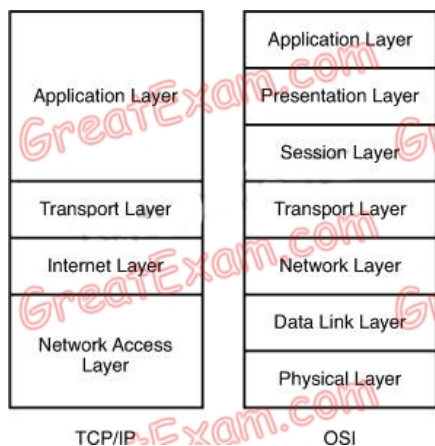 Application Layer
Transport Layer
Internet Layer
Network Access
Layer
TCP/IP
Application Layer
Presentation Layer
Session Layer
Transport Layer
Network Layer
Data Link Layer
Physical Layer
OSI
GreatExam.com
GreatExam.com
GreatExam.com